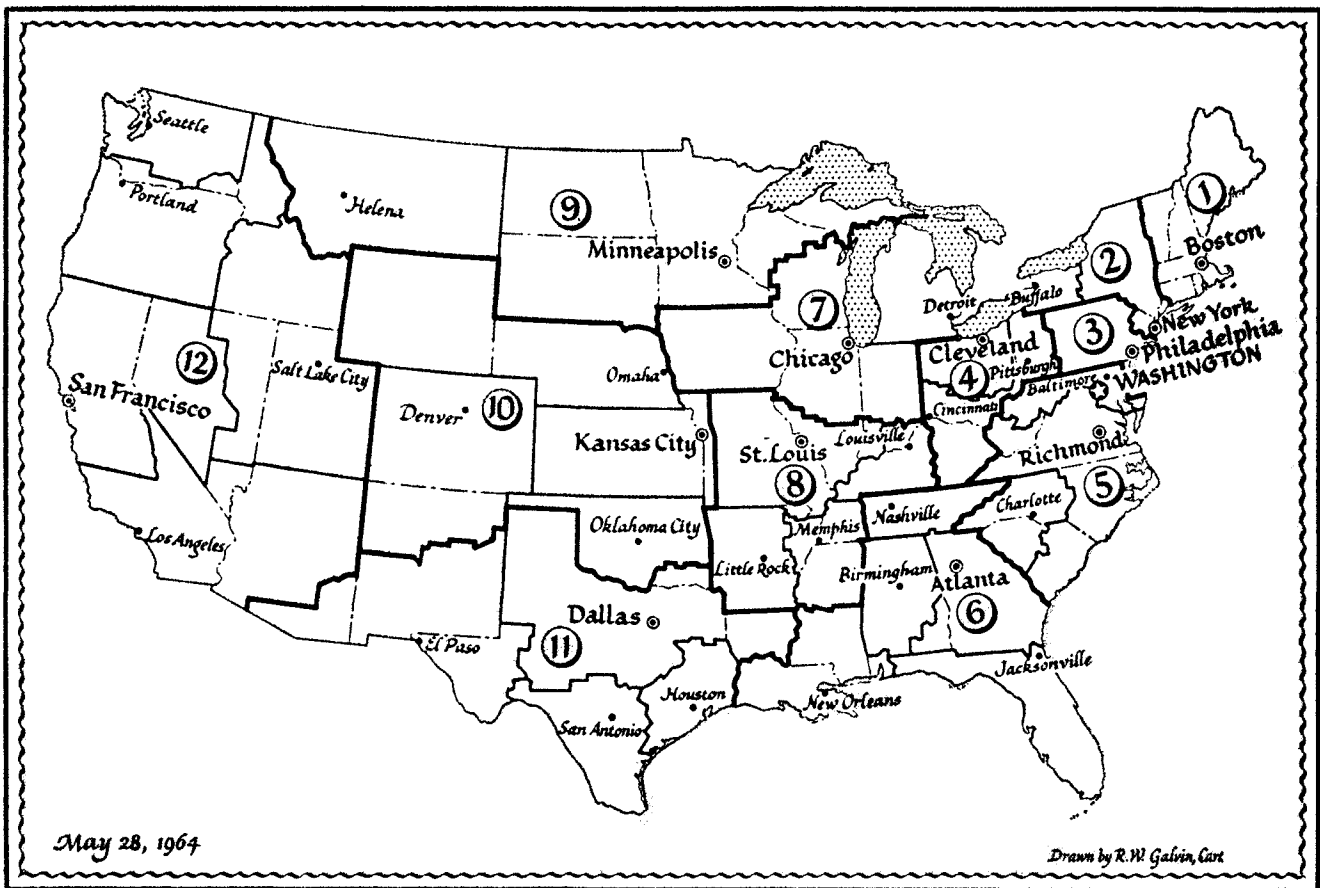 Seattle
Portland
Helena
9
Minneapolis
1
Boston
2
Buffalo
Detroit
7
Chicago
3
New York
Philadelphia
WASHINGTON
Cleveland
Pittsburgh
4
Baltimore
Cincinnati
12
Salt Lake City
San Francisco
Omaha
Denver
10
Kansas City
St. Louis
8
Louisville
Richmond
5
Charlotte
Nashville
Memphis
Los Angeles
Oklahoma City
Little Rock
Birmingham
Atlanta
6
Dallas
11
El Paso
Jacksonville
Houston
New Orleans
San Antonio
May 28, 1964
Drawn by R.W. Galvin, Cart